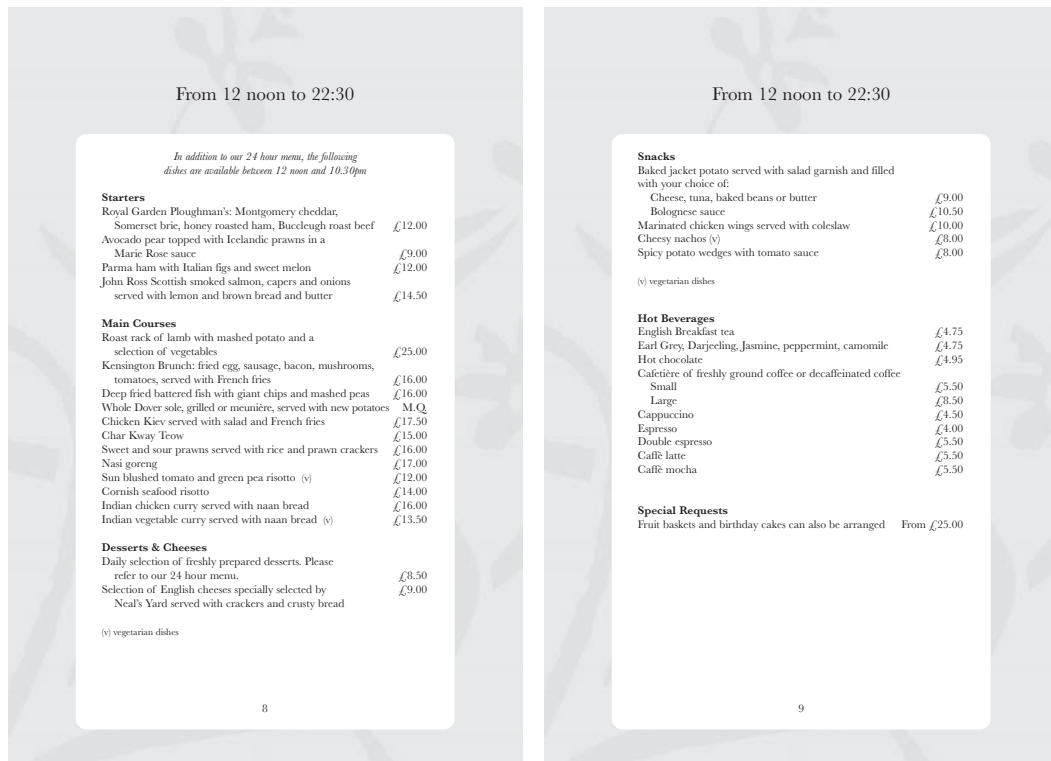 From 12 noon to 22:30
In addition to our 24 hour menu, the following
dishes are available between 12 noon and 10.30pm
Starters
Royal Garden Ploughman's: Montgomery cheddar,
Somerset brie, honey roasted ham, Buccleugh roast beef £12.00
Avocado pear topped with Icelandic prawns in a
Marie Rose sauce £9.00
Parma ham with Italian figs and sweet melon £12.00
John Ross Scottish smoked salmon, capers and onions
served with lemon and brown bread and butter £14.50
Main Courses
Roast rack of lamb with mashed potato and a
selection of vegetables £25.00
Kensington Brunch: fried egg, sausage, bacon, mushrooms,
tomatoes, served with French fries £16.00
Deep fried battered fish with giant chips and mashed peas £16.00
Whole Dover sole, grilled or meunière, served with new potatoes M.Q.
Chicken Kiev served with salad and French fries £17.50
Char Kway Teow £15.00
Sweet and sour prawns served with rice and prawn crackers £16.00
Nasi goreng £17.00
Sun blushed tomato and green pea risotto (v) £12.00
Cornish seafood risotto £14.00
Indian chicken curry served with naan bread £16.00
Indian vegetable curry served with naan bread (v) £13.50
Desserts & Cheeses
Daily selection of freshly prepared desserts. Please
refer to our 24 hour menu. £8.50
Selection of English cheeses specially selected by £9.00
Neal's Yard served with crackers and crusty bread
(v) vegetarian dishes
8
From 12 noon to 22:30
Snacks
Baked jacket potato served with salad garnish and filled
with your choice of:
Cheese, tuna, baked beans or butter £9.00
Bolognese sauce £10.50
Marinated chicken wings served with coleslaw £10.00
Cheesy nachos (v) £8.00
Spicy potato wedges with tomato sauce £8.00
(v) vegetarian dishes
Hot Beverages
English Breakfast tea £4.75
Earl Grey, Darjeeling, Jasmine, peppermint, camomile £4.75
Hot chocolate £4.95
Cafetière of freshly ground coffee or decaffeinated coffee
Small £5.50
Large £8.50
Cappuccino £4.50
Espresso £4.00
Double espresso £5.50
Caffè latte £5.50
Caffè mocha £5.50
Special Requests
Fruit baskets and birthday cakes can also be arranged From £25.00
9